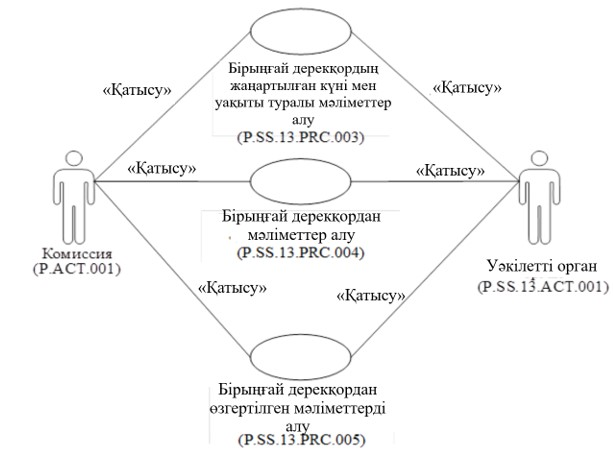 Бірыңғай дерекқордың
жаңартылған күні мен
уақыты туралы мәліметтер
алу
(P.SS.13.PRC.003)
«Қатысу»
«Қатысу»
«Қатысу»
«Қатысу»
Бірыңғай дерекқордан
мәліметтер алу
(P.SS.13.PRC.004)
Комиссия
(P.ACT.001)
Уәкілетті орган
(P.SS.13.ACT.001)
«Қатысу»
«Қатысу»
Бірыңғай дерекқордан
өзгертілген мәліметтерді
алу
(P.SS.13.PRC.005)